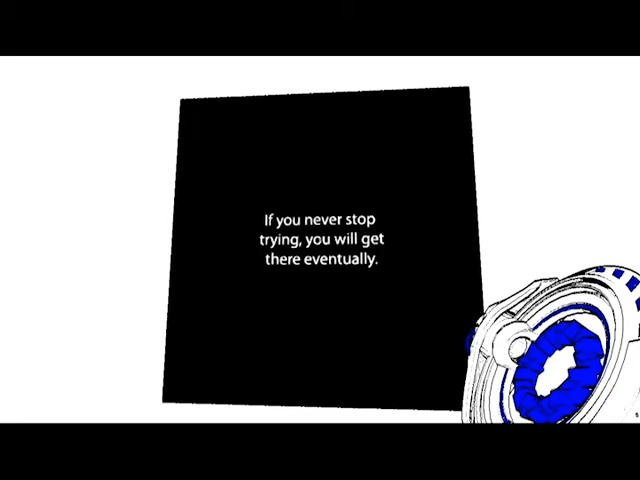 If you never stop
trying, you will get
there eventually.